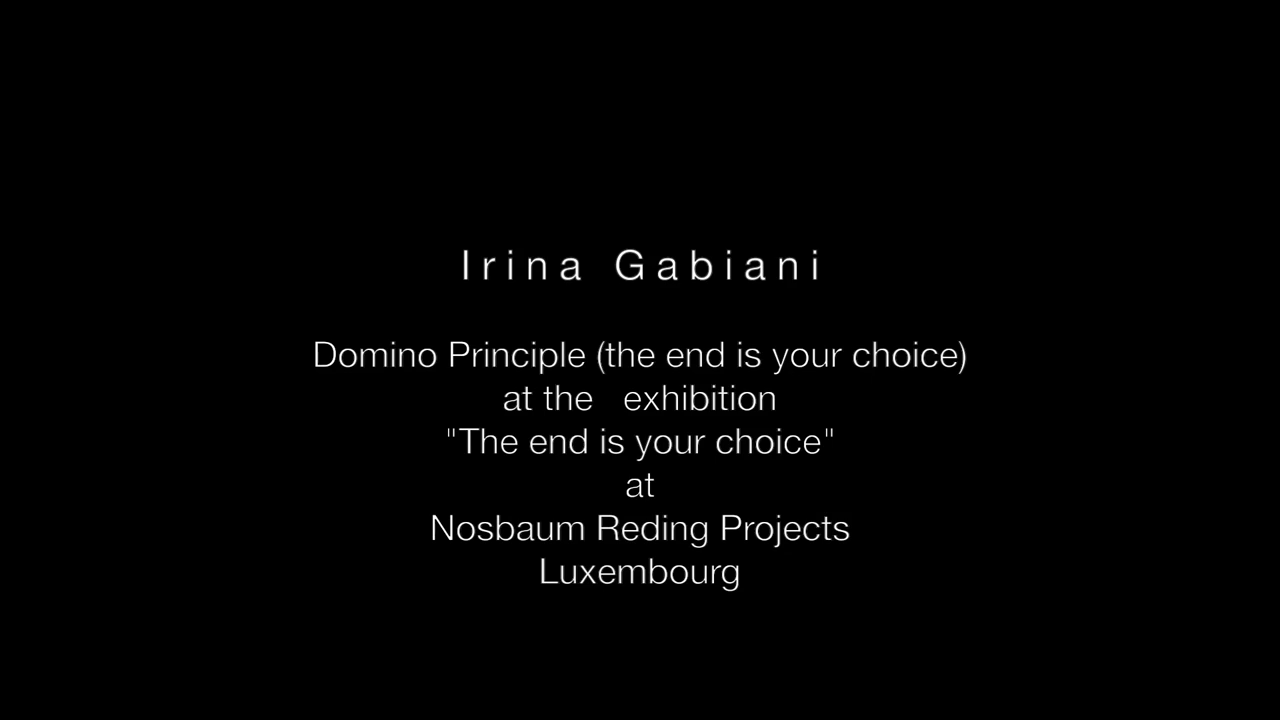 Irina Gabiani
Domino Principle (the end is your choice)
at the exhibition
"The end is your choice"
at
Nosbaum Reding Projects
Luxembourg